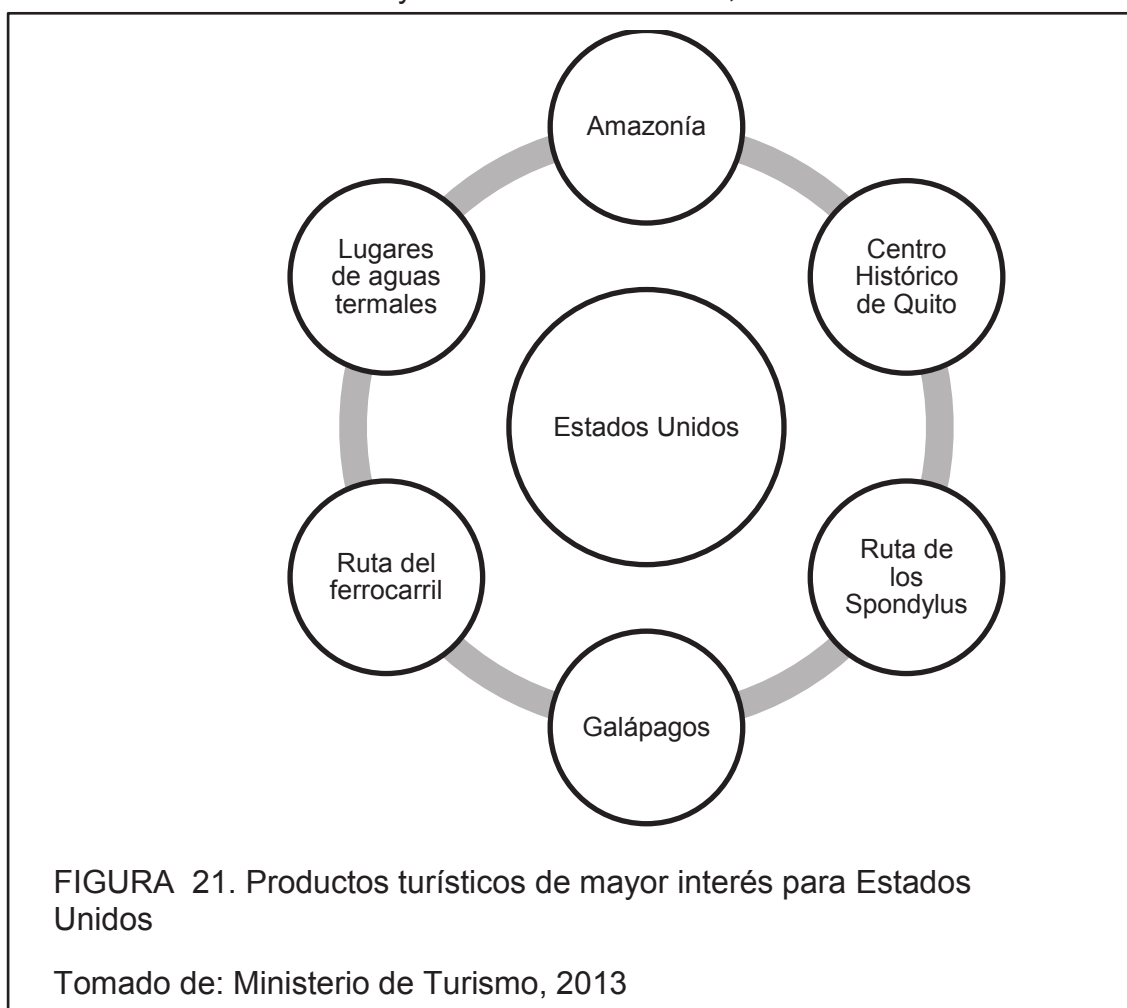 Amazonía
Lugares
de aguas
termales
Centro
Histórico
de Quito
Estados Unidos
Ruta del
ferrocarril
Ruta de
los
Spondylus
Galápagos
FIGURA 21. Productos turísticos de mayor interés para Estados
Unidos
Tomado de: Ministerio de Turismo, 2013